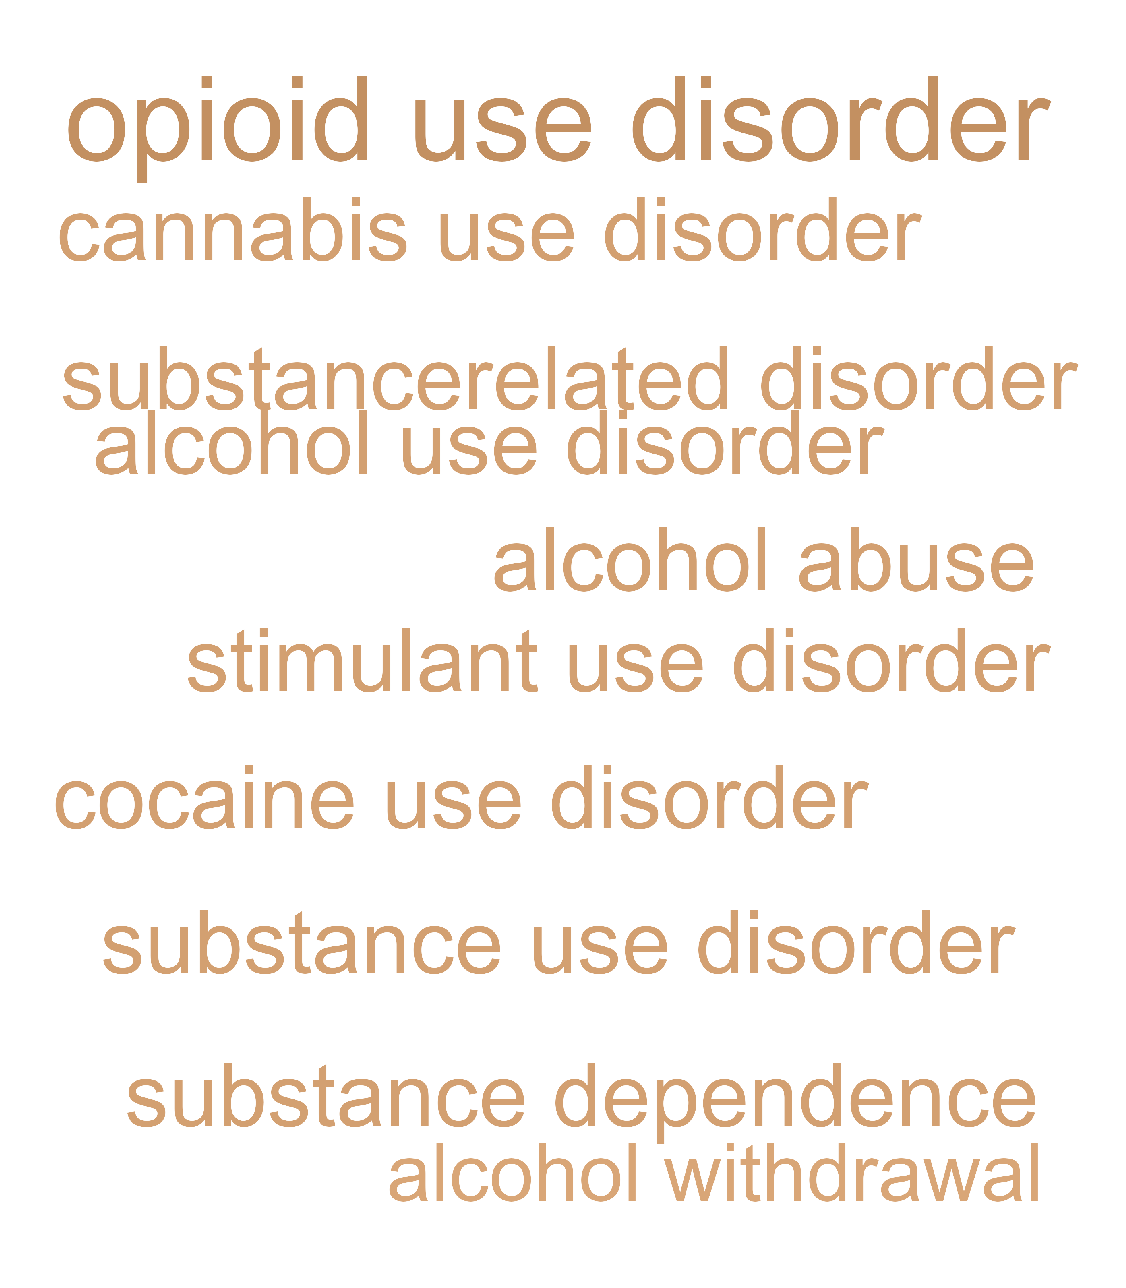 opioid use disorder
cannabis use disorder
substancerelated disorder
alcohol use disorder
alcohol abuse
stimulant use disorder
cocaine use disorder
substance use disorder
substance dependence
alcohol withdrawal